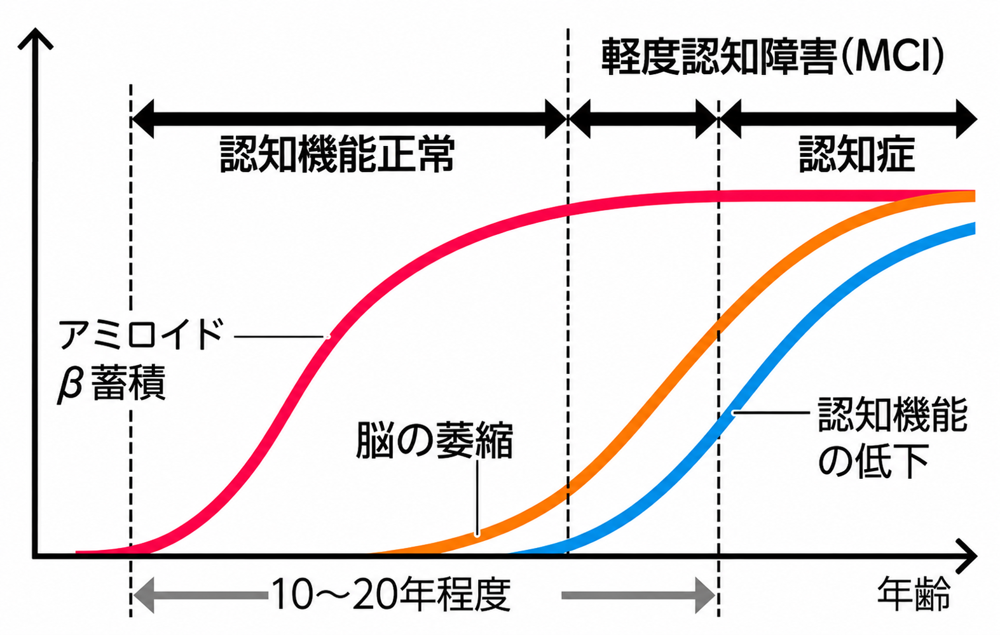 軽度認知障害(MCI)
認知機能正常
認知症
アミロイド
β蓄積
脳の萎縮
認知機能
の低下
10〜20年程度
年齢